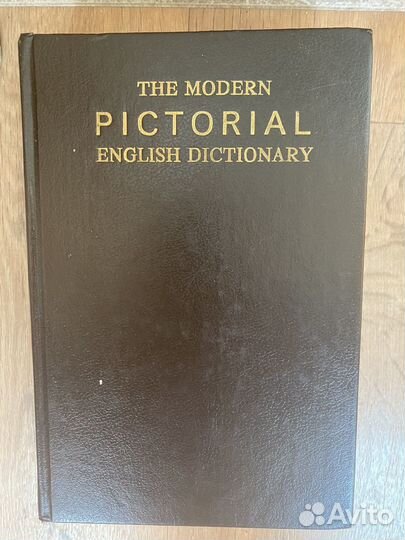 THE MODERN
PICTORIAL
ENGLISH DICTIONARY
Avito